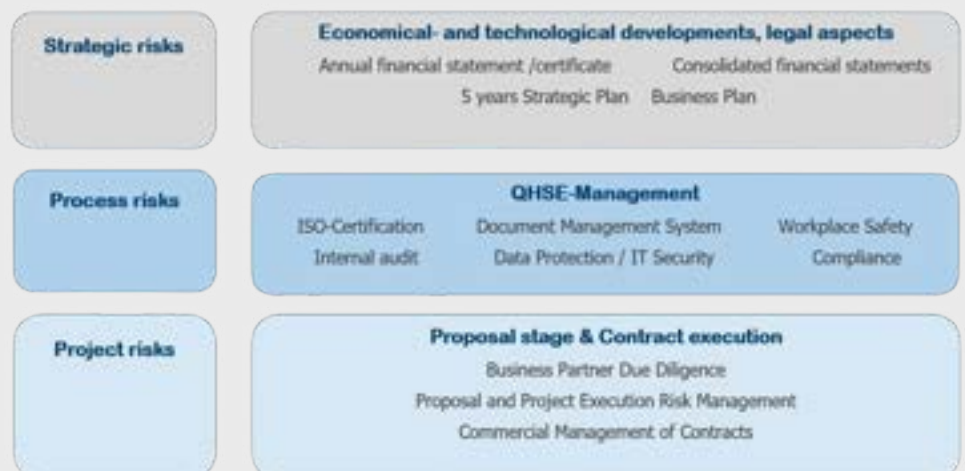 Strategic risks
Economical- and technological developments, legal aspects
Annual financial statement /certificate Consolidated financial statements
5 years Strategic Plan Business Plan
Process risks
QHSE-Management
ISO-Certification Document Management System Workplace Safety
Internal audit Data Protection / IT Security Compliance
Project risks
Proposal stage & Contract execution
Business Partner Due Diligence
Proposal and Project Execution Risk Management
Commercial Management of Contracts